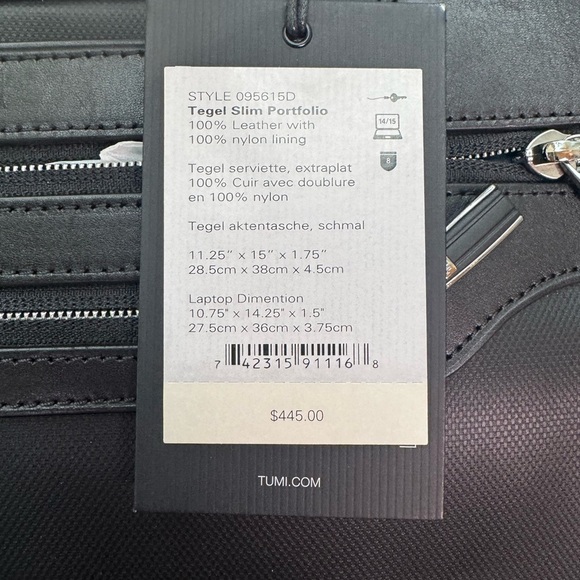 STYLE 095615D
Tegel Slim Portfolio
100% Leather with
100% nylon lining
14/15
8
Tegel serviette, extraplat
100% Cuir avec doublure
en 100% nylon
Tegel aktentasche, schmal
11.25” x 15” x 1.75”
28.5cm x 38cm x 4.5cm
Laptop Dimention
10.75" x 14.25" x 1.5"
27.5cm x 36cm x 3.75cm
7 42315 91116 8
$445.00
TUMI.COM